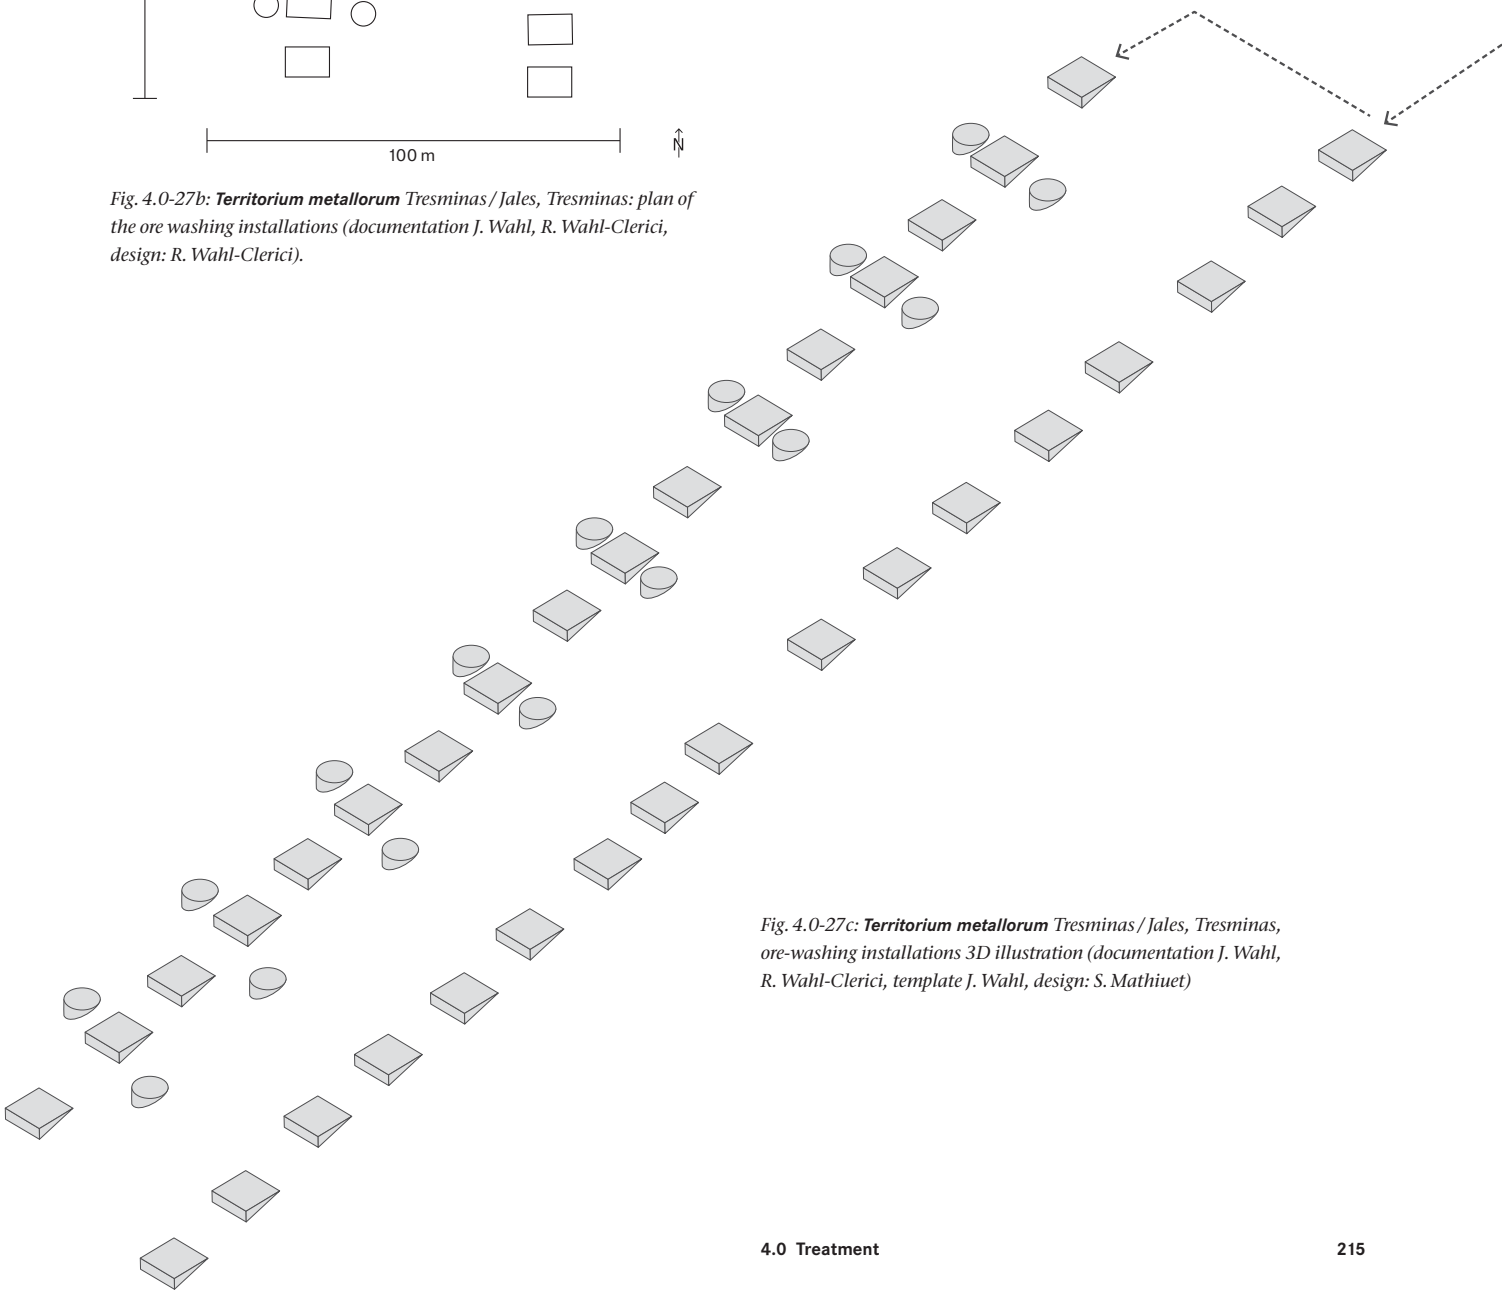 100 m
N
Fig. 4.0-27b: Territorium metallorum Tresminas / Jales, Tresminas: plan of
the ore washing installations (documentation J. Wahl, R. Wahl-Clerici,
design: R. Wahl-Clerici).
Fig. 4.0-27c: Territorium metallorum Tresminas / Jales, Tresminas,
ore-washing installations 3D illustration (documentation J. Wahl,
R. Wahl-Clerici, template J. Wahl, design: S. Mathiuet)
4.0 Treatment 215